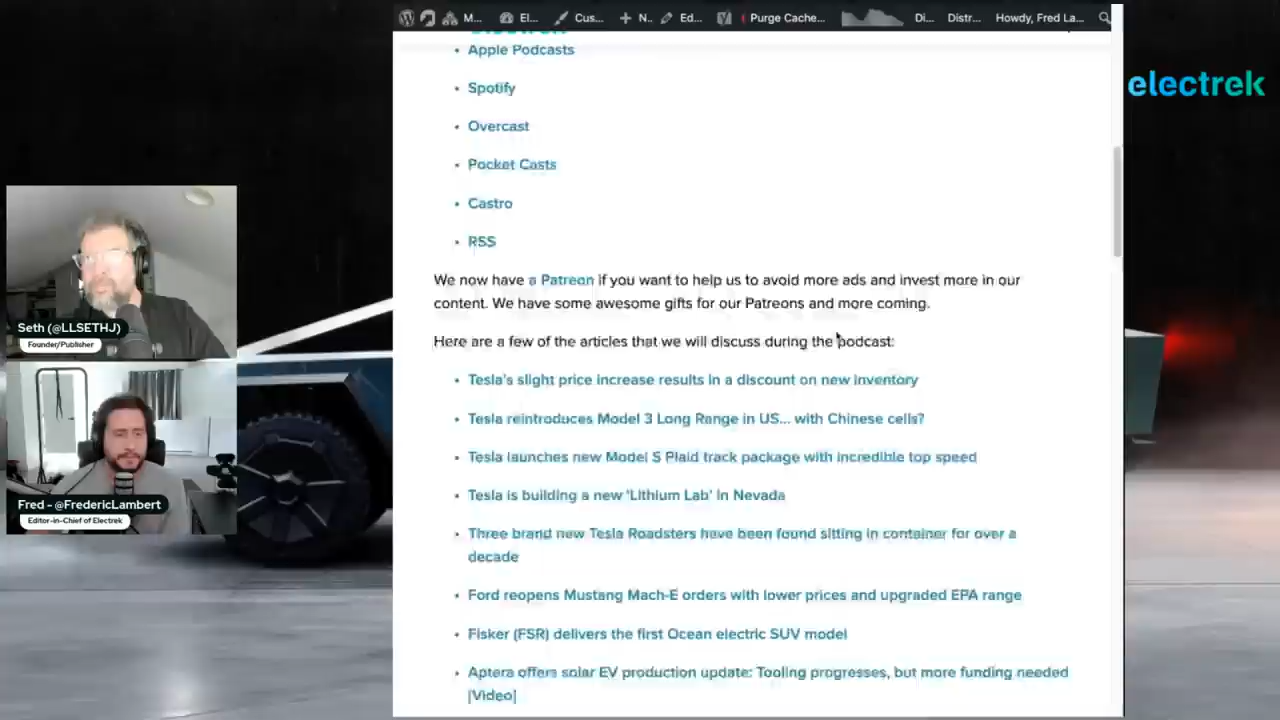 M...
El...
Cus...
N..
Ed...
Purge Cache...
Di...
Distr...
Howdy, Fred La...
electrek
Apple Podcasts
Spotify
Overcast
Pocket Casts
Castro
RSS
We now have a Patreon if you want to help us to avoid more ads and invest more in our
content. We have some awesome gifts for our Patreons and more coming.
Here are a few of the articles that we will discuss during the podcast:
Tesla's slight price increase results in a discount on new inventory
Tesla reintroduces Model 3 Long Range in US... with Chinese cells?
Tesla launches new Model S Plaid track package with incredible top speed
Tesla is building a new 'Lithium Lab' in Nevada
Three brand new Tesla Roadsters have been found sitting in container for over a
decade
Ford reopens Mustang Mach-E orders with lower prices and upgraded EPA range
Fisker (FSR) delivers the first Ocean electric SUV model
Aptera offers solar EV production update: Tooling progresses, but more funding needed
[Video]
Seth (@LLSETHJ)
Founder/Publisher
Fred - @FredericLambert
Editor-in-Chief of Electrek